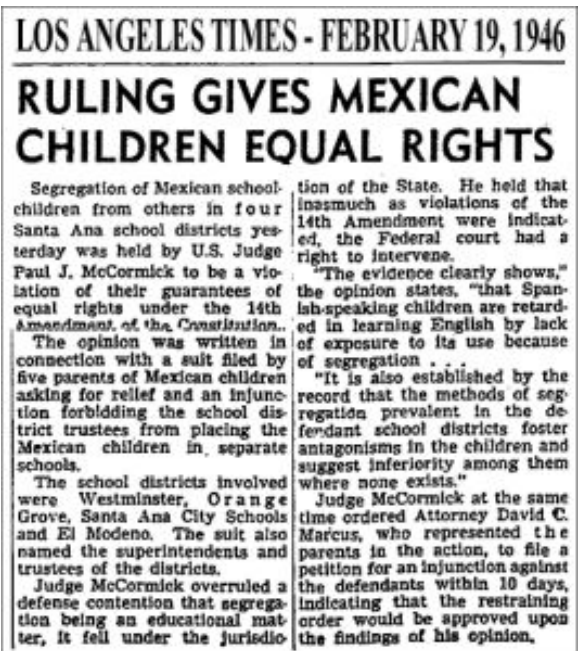 LOS ANGELES TIMES - FEBRUARY 19, 1946
RULING GIVES MEXICAN
CHILDREN EQUAL RIGHTS
Segregation of Mexican school-
children from others in four
Santa Ana school districts yes-
terday was held by U.S. Judge
Paul J. McCormick to be a vio-
lation of their guarantees of
equal rights under the 14th
Amendment of the Constitution.
The opinion was written in
connection with a suit filed by
five parents of Mexican children
asking for relief and an injunc-
tion forbidding the school dis-
trict trustees from placing the
Mexican children in separate
schools.
The school districts involved
were Westminster, Orange
Grove, Santa Ana City Schools
and El Modeno. The suit also
named the superintendents and
trustees of the districts.
Judge McCormick overruled a
defense contention that segrega-
tion being an educational mat-
ter, it fell under the jurisdic-
tion of the State. He held that
inasmuch as violations of the
14th Amendment were indicat-
ed, the Federal court had a
right to intervene.
"The evidence clearly shows,"
the opinion states, "that Span-
ish-speaking children are retard-
ed in learning English by lack
of exposure to its use because
of segregation . . .
"It is also established by the
record that the methods of seg-
regation prevalent in the de-
fendant school districts foster
antagonisms in the children and
suggest inferiority among them
where none exists."
Judge McCormick at the same
time ordered Attorney David C.
Marcus, who represented the
parents in the action, to file a
petition for an injunction against
the defendants within 10 days,
indicating that the restraining
order would be approved upon
the findings of his opinion.